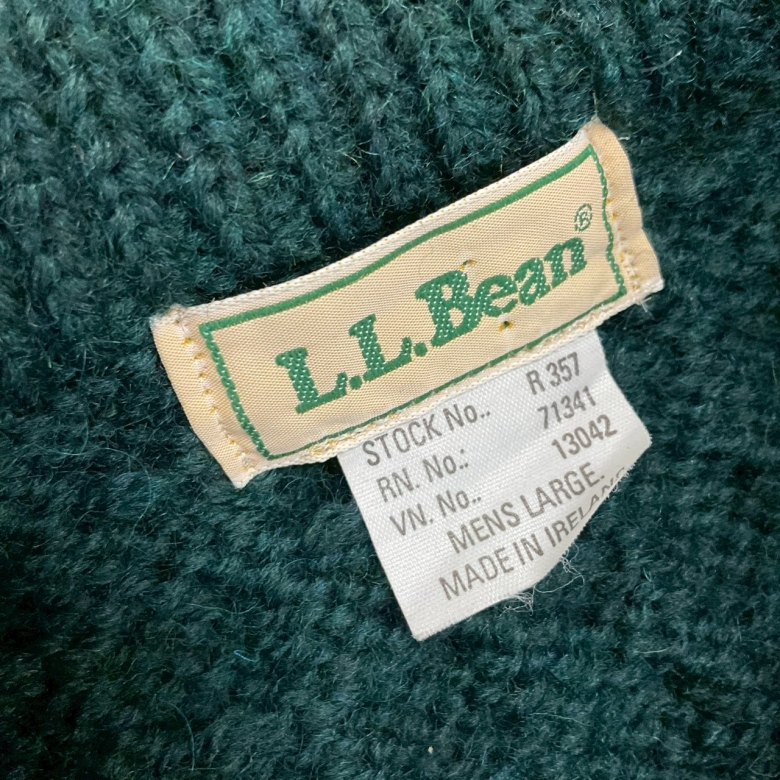 L.L.Bean®
STOCK No.. R 357
RN. No.: 71341
VN. No.. 13042
MENS LARGE.
MADE IN IRELAND